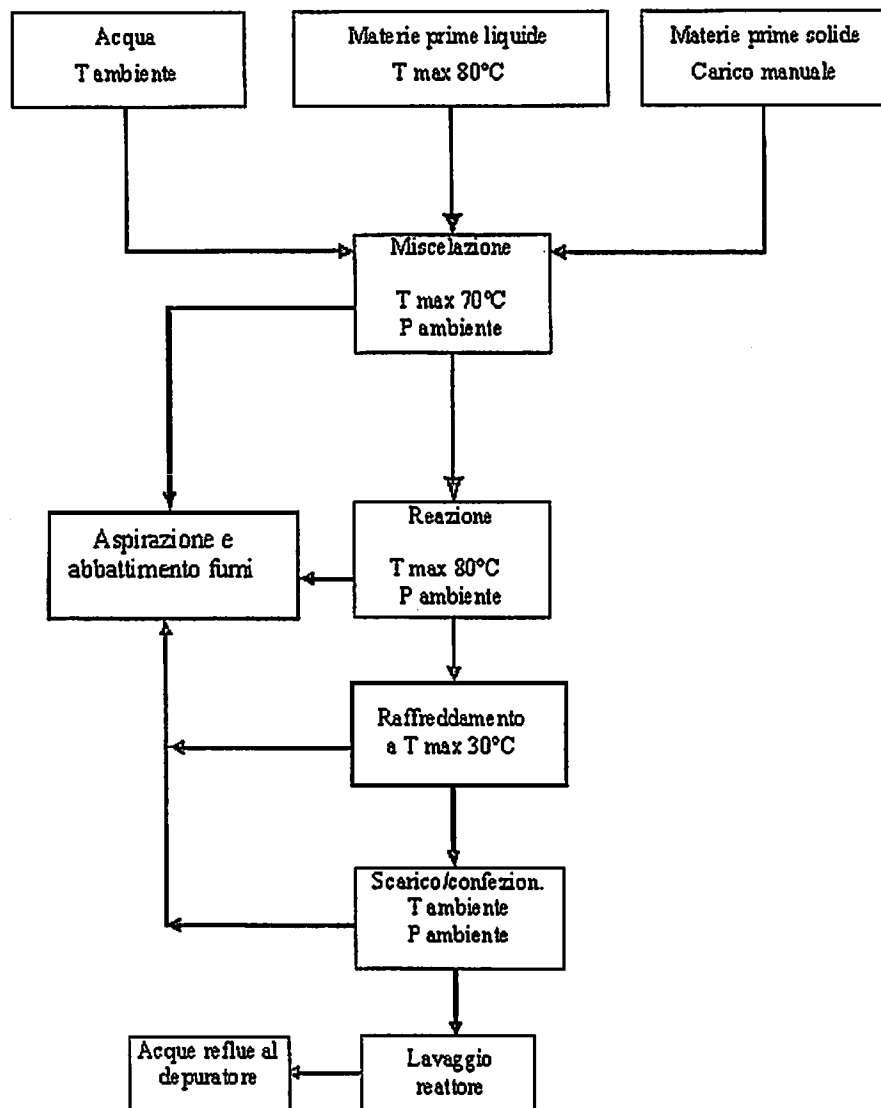 Acqua
T ambiente
Materie prime liquide
T max 80°C
Materie prime solide
Carico manuale
Miscelazione
T max 70°C
P ambiente
Aspirazione e
abbattimento fumi
Reazione
T max 80°C
P ambiente
Raffreddamento
a T max 30°C
Scarico/confezion.
T ambiente
P ambiente
Acque reflue al
depuratore
Lavaggio
reattore